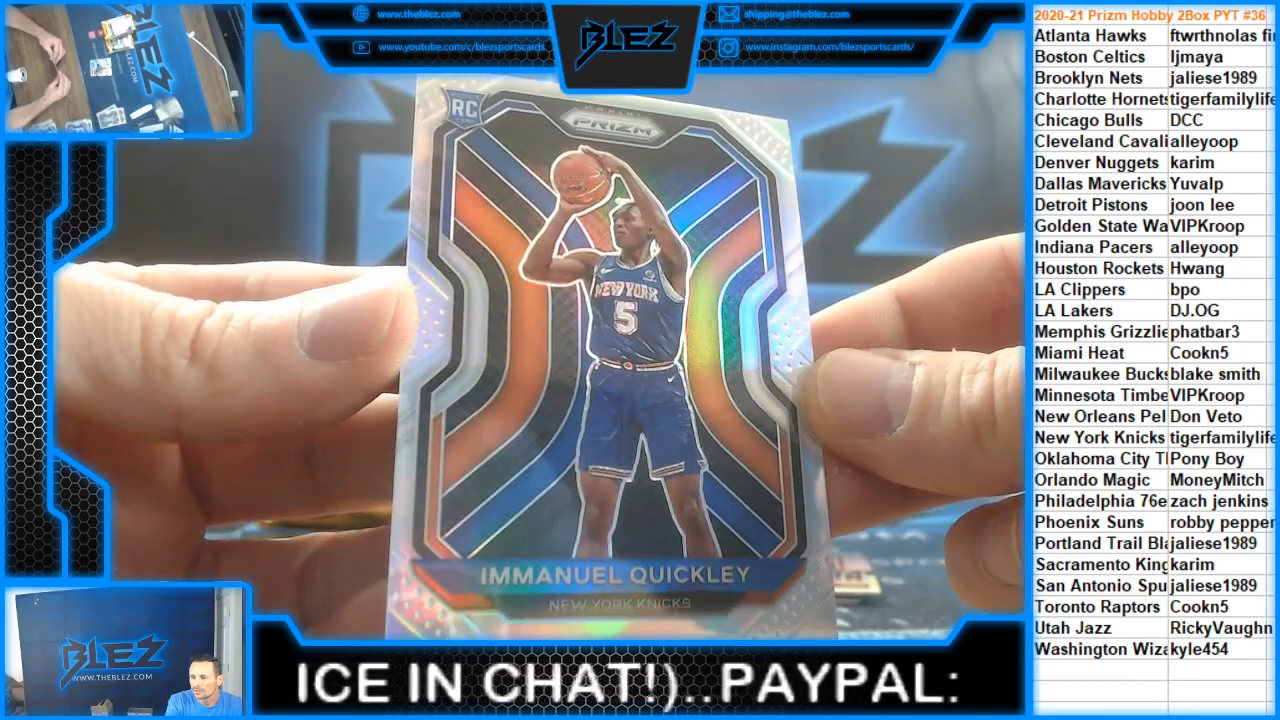 www.theblez.com
shipping@theblez.com
www.youtube.com/c/blezsportscards
www.instagram.com/blezsportscards/
BLEZ
RC
PRIZM
NEW YORK
5
IMMANUEL QUICKLEY
NEW YORK KNICKS
BLEZ
WWW.THEBLEZ.COM
ICE IN CHAT!)..PAYPAL:
2020-21 Prizm Hobby 2Box PYT #36
Atlanta Hawks ftwrthnolas fi
Boston Celtics ljmaya
Brooklyn Nets jaliese1989
Charlotte Hornets tigerfamilylife
Chicago Bulls DCC
Cleveland Cavali alleyoop
Denver Nuggets karim
Dallas Mavericks Yuvalp
Detroit Pistons joon lee
Golden State Wa VIPKroop
Indiana Pacers alleyoop
Houston Rockets Hwang
LA Clippers bpo
LA Lakers DJ.OG
Memphis Grizzlie phatbar3
Miami Heat Cookn5
Milwaukee Bucks blake smith
Minnesota Timbe VIPKroop
New Orleans Pel Don Veto
New York Knicks tigerfamilylife
Oklahoma City T Pony Boy
Orlando Magic MoneyMitch
Philadelphia 76e zach jenkins
Phoenix Suns robby pepper
Portland Trail Bla jaliese1989
Sacramento King karim
San Antonio Spu jaliese1989
Toronto Raptors Cookn5
Utah Jazz RickyVaughn
Washington Wiza kyle454